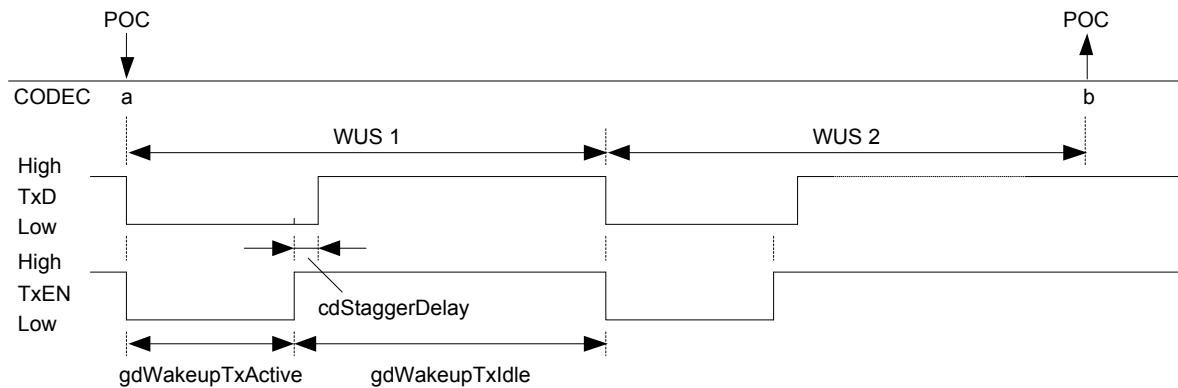 POC POC
CODEC a b
WUS 1 WUS 2
High
TxD
Low
High
TxEN
Low
cdStaggerDelay
gdWakeupTxActive gdWakeupTxIdle